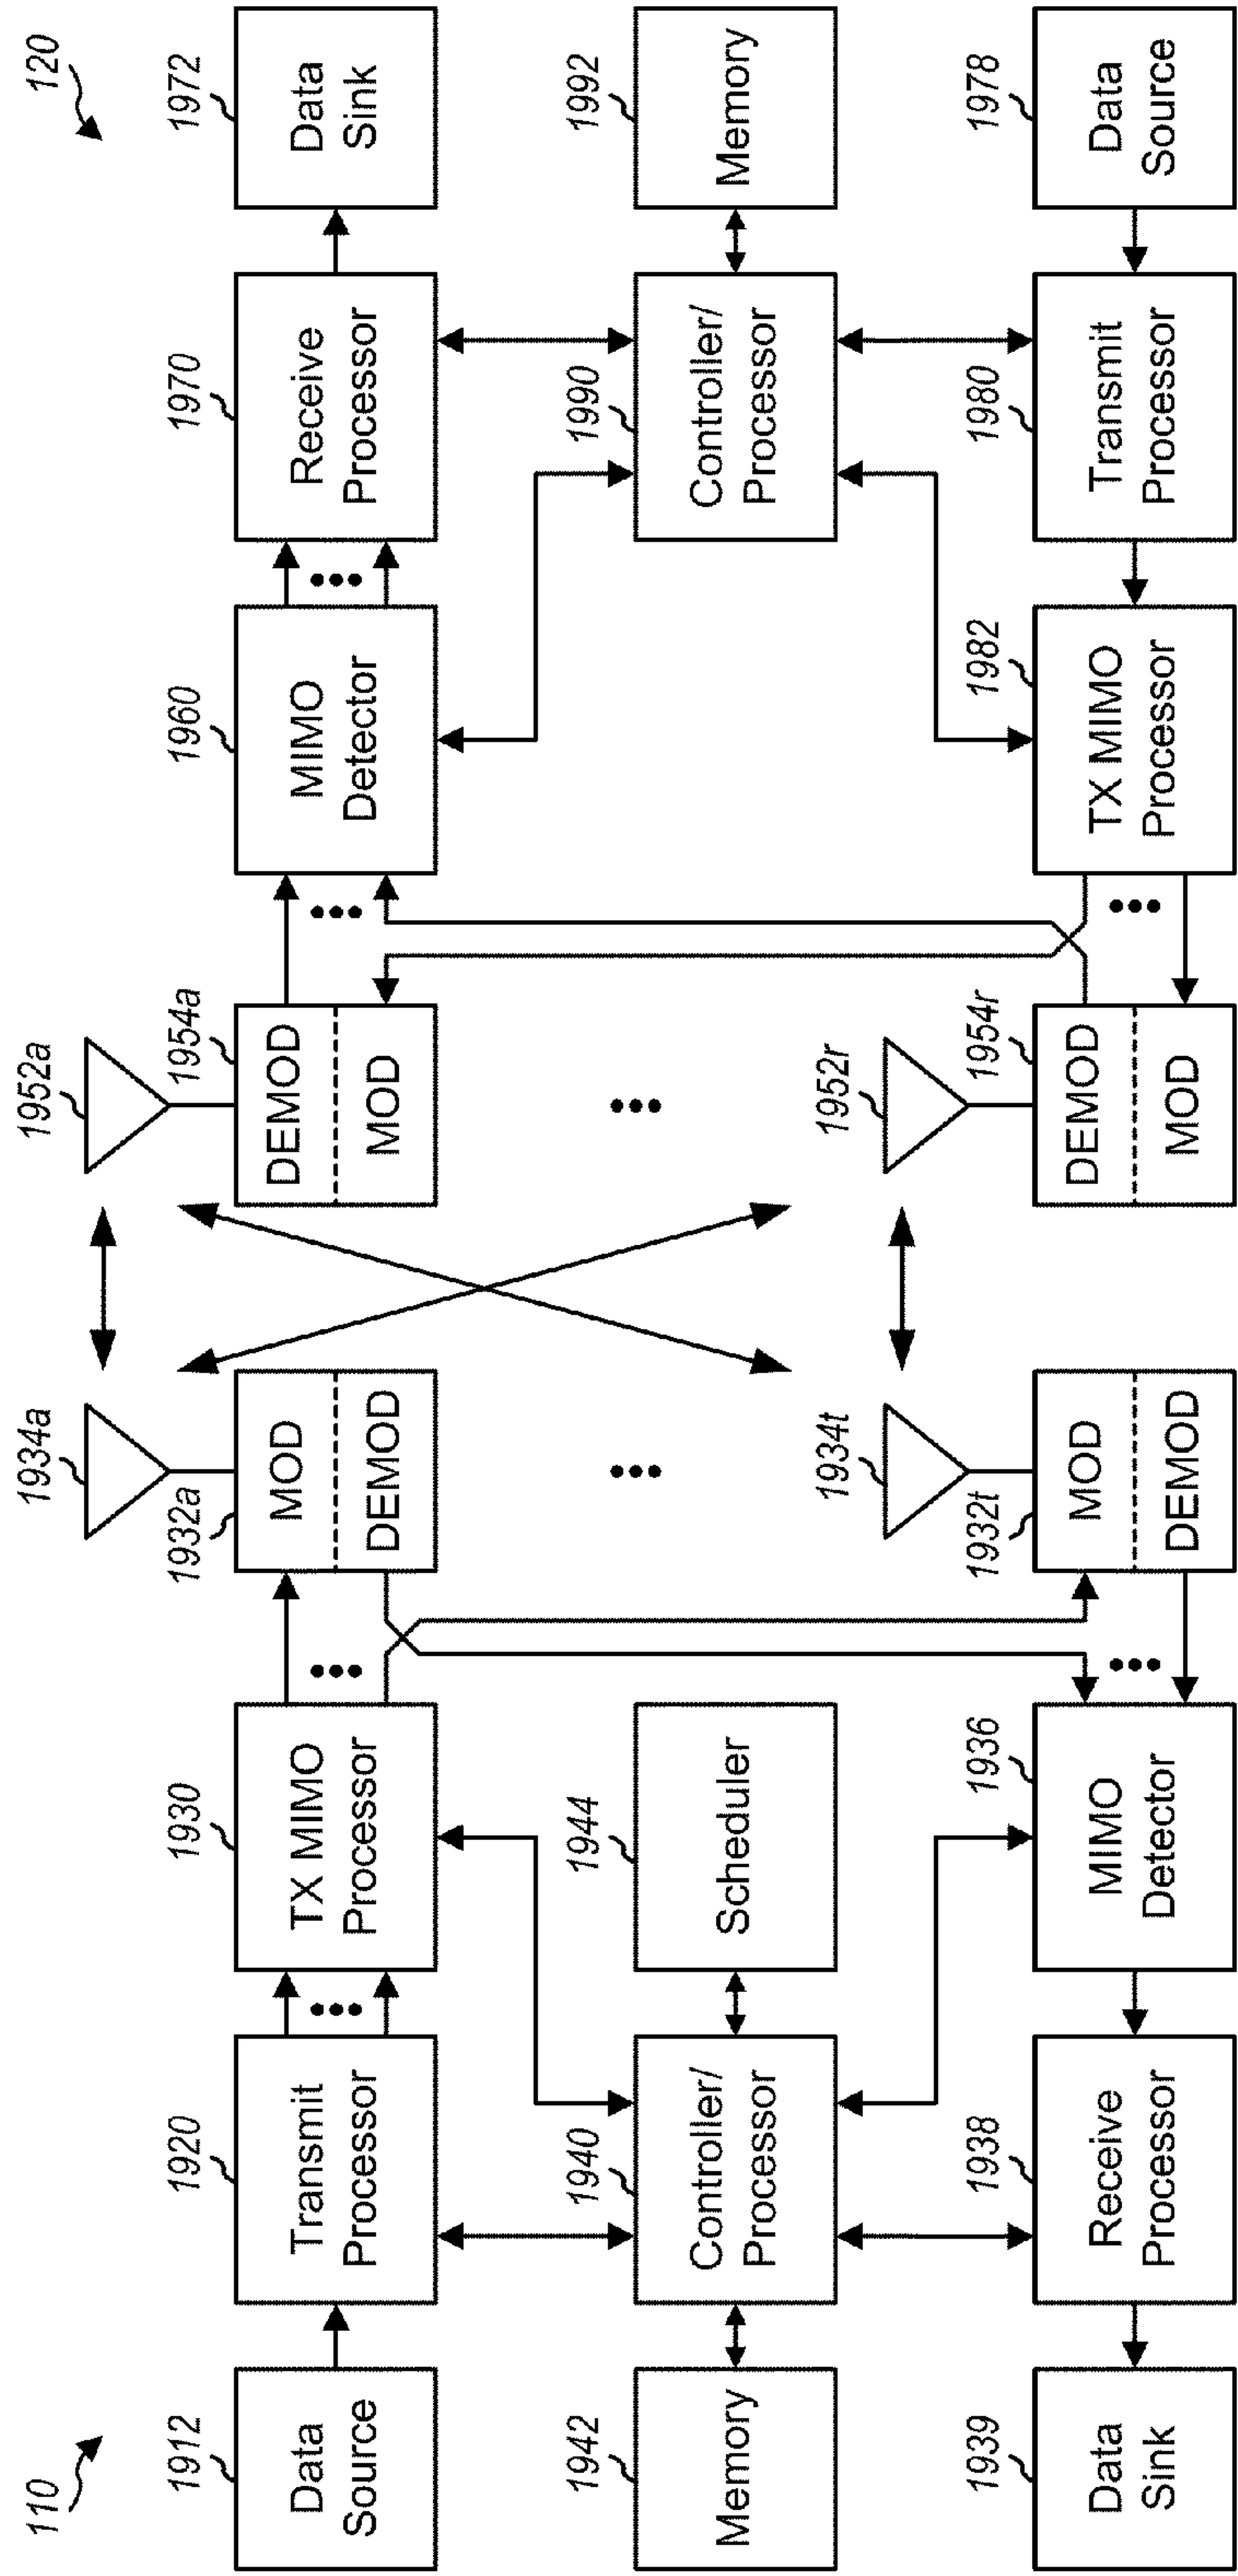 110
120
1912
Data
Source
1920
Transmit
Processor
1930
TX MIMO
Processor
1932a
MOD
DEMOD
1934a
1952a
1954a
DEMOD
MOD
1960
MIMO
Detector
1970
Receive
Processor
1972
Data
Sink
1942
Memory
1940
Controller/
Processor
1944
Scheduler
1990
Controller/
Processor
1992
Memory
1939
Data
Sink
1938
Receive
Processor
1936
MIMO
Detector
1932t
MOD
DEMOD
1934t
1952r
1954r
DEMOD
MOD
1982
TX MIMO
Processor
1980
Transmit
Processor
1978
Data
Source